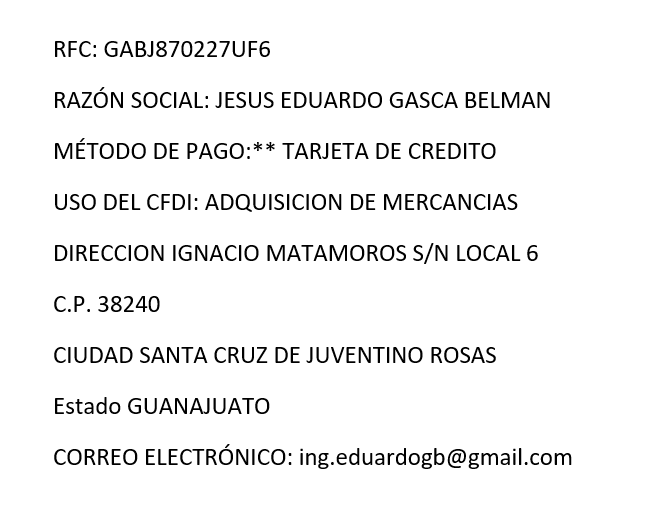 RFC: GABJ870227UF6
RAZÓN SOCIAL: JESUS EDUARDO GASCA BELMAN
MÉTODO DE PAGO:** TARJETA DE CREDITO
USO DEL CFDI: ADQUISICION DE MERCANCIAS
DIRECCION IGNACIO MATAMOROS S/N LOCAL 6
C.P. 38240
CIUDAD SANTA CRUZ DE JUVENTINO ROSAS
Estado GUANAJUATO
CORREO ELECTRÓNICO: ing.eduardogb@gmail.com